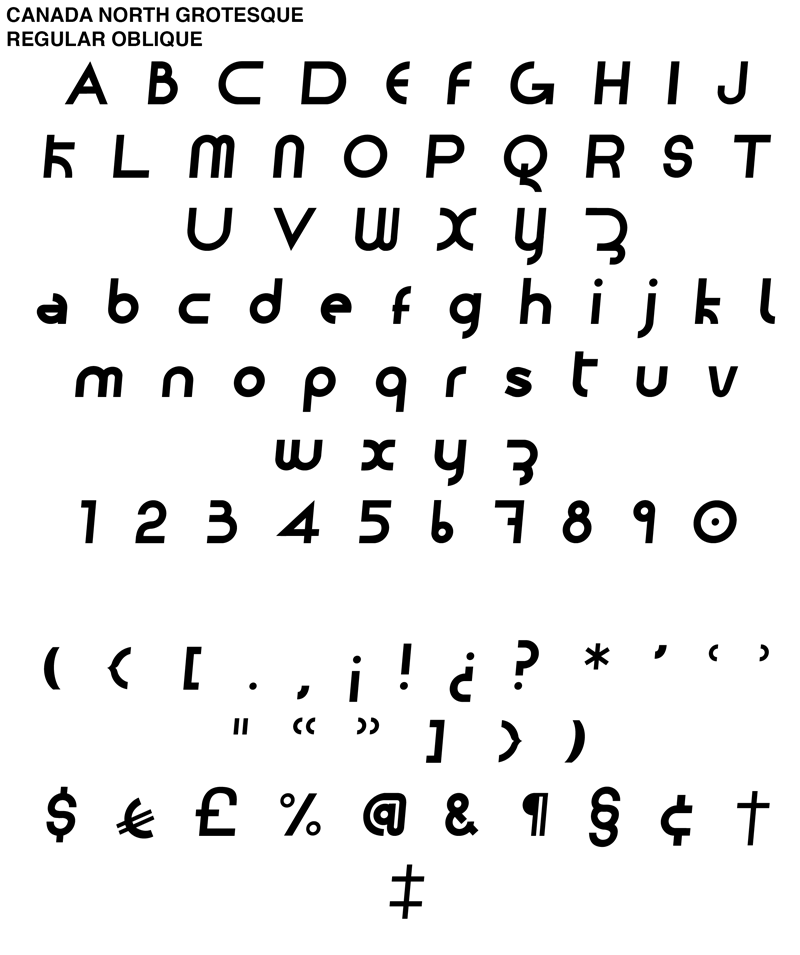 CANADA NORTH GROTESQUE
REGULAR OBLIQUE
A B C D E F G H I J
K L M N O P Q R S T
U V W X Y Z
a b c d e f g h i j k l
m n o p q r s t u v
w x y z
1 2 3 4 5 6 7 8 9 0
( { [ . , ¡ ! ¿ ? * ' ‘ ’
" “ ” ] } )
$ € £ % @ & ¶ § ¢ †
‡